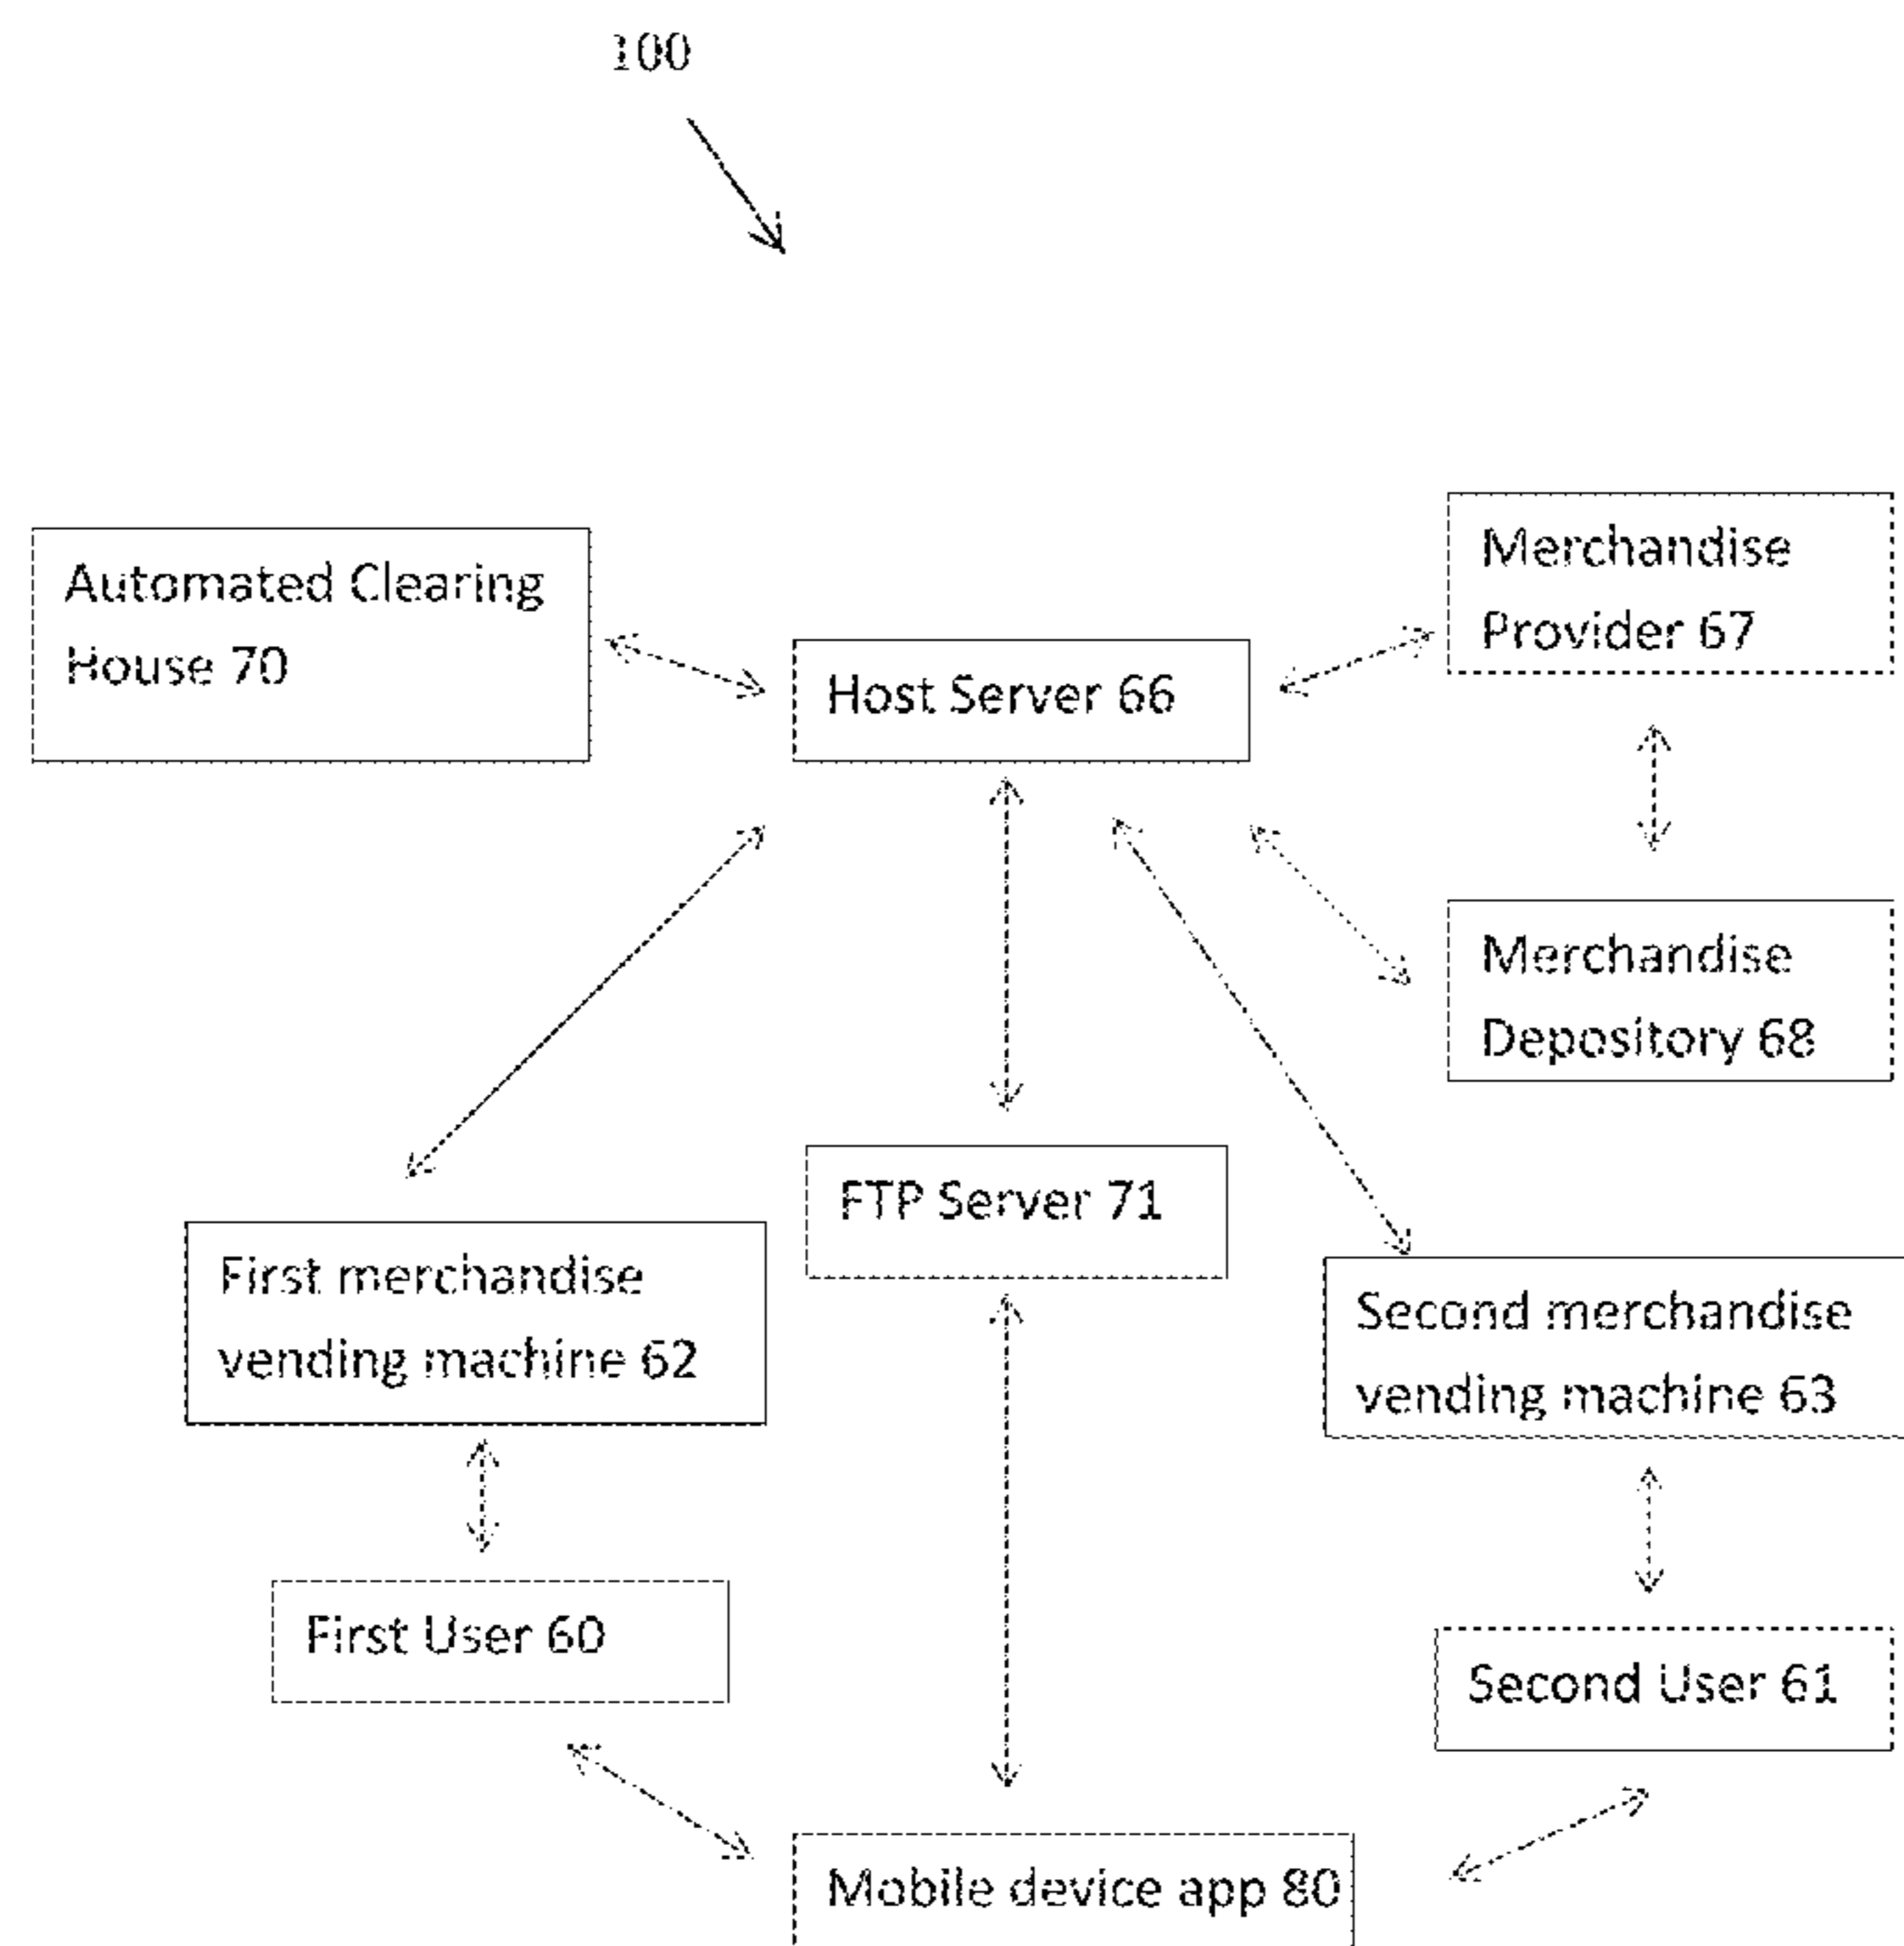 100
Automated Clearing
House 70
Host Server 66
Merchandise
Provider 67
Merchandise
Depository 68
First merchandise
vending machine 62
FTP Server 71
Second merchandise
vending machine 63
First User 60
Second User 61
Mobile device app 80